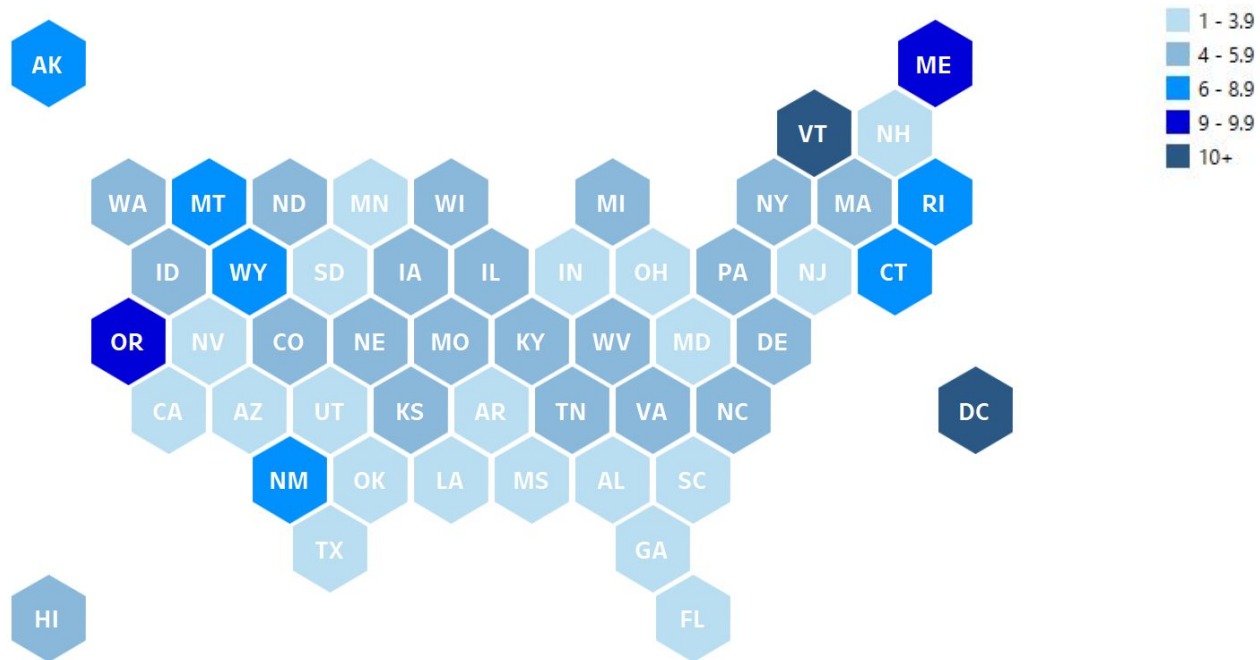 1 - 3.9
4 - 5.9
6 - 8.9
9 - 9.9
10+
AK
ME
VT
NH
WA
MT
ND
MN
WI
MI
NY
MA
RI
ID
WY
SD
IA
IL
IN
OH
PA
NJ
CT
OR
NV
CO
NE
MO
KY
WV
MD
DE
CA
AZ
UT
KS
AR
TN
VA
NC
DC
NM
OK
LA
MS
AL
SC
TX
GA
HI
FL